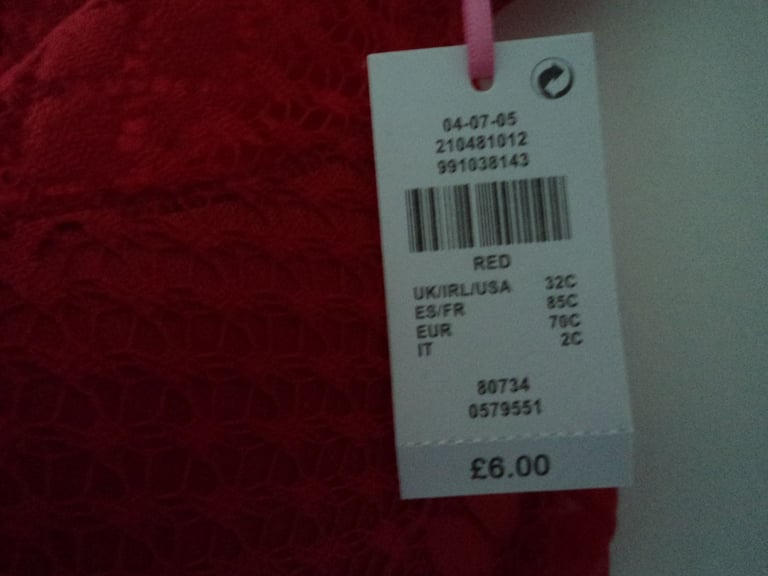 04-07-05
210481012
991038143
RED
UK/IRL/USA 32C
ES/FR 85C
EUR 70C
IT 2C
80734
0579551
£6.00